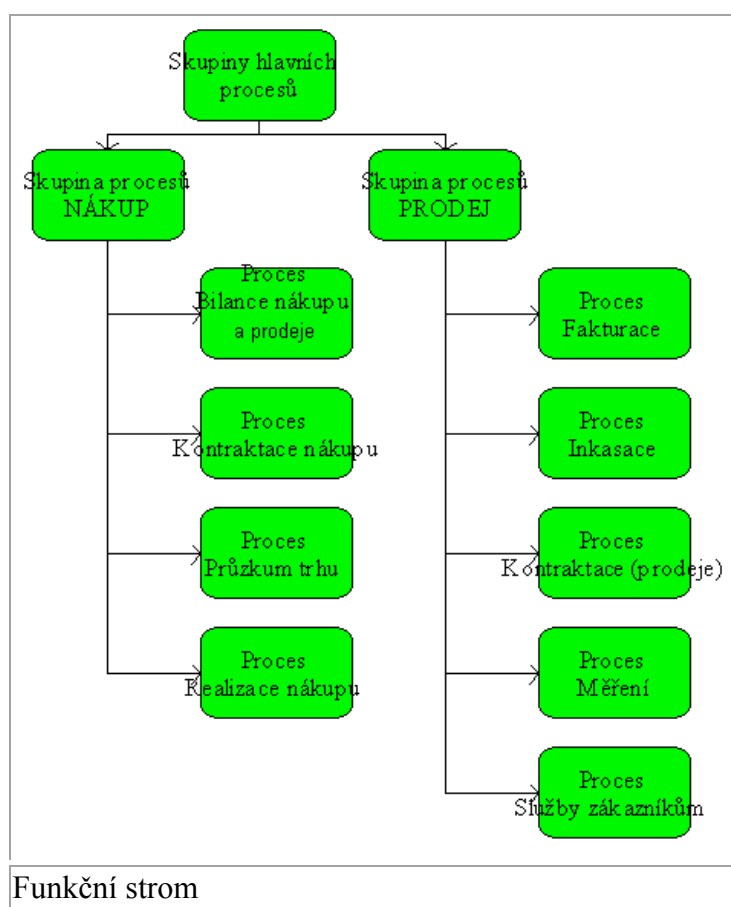 Skupiny hlavních
procesů
Skupina procesů
NÁKUP
Skupina procesů
PRODEJ
Proces
Bilance nákupu
a prodeje
Proces
Kontraktace nákupu
Proces
Průzkum trhu
Proces
Realizace nákupu
Proces
Fakturace
Proces
Inkasace
Proces
Kontraktace (prodeje)
Proces
Měření
Proces
Služby zákazníkům
Funkční strom